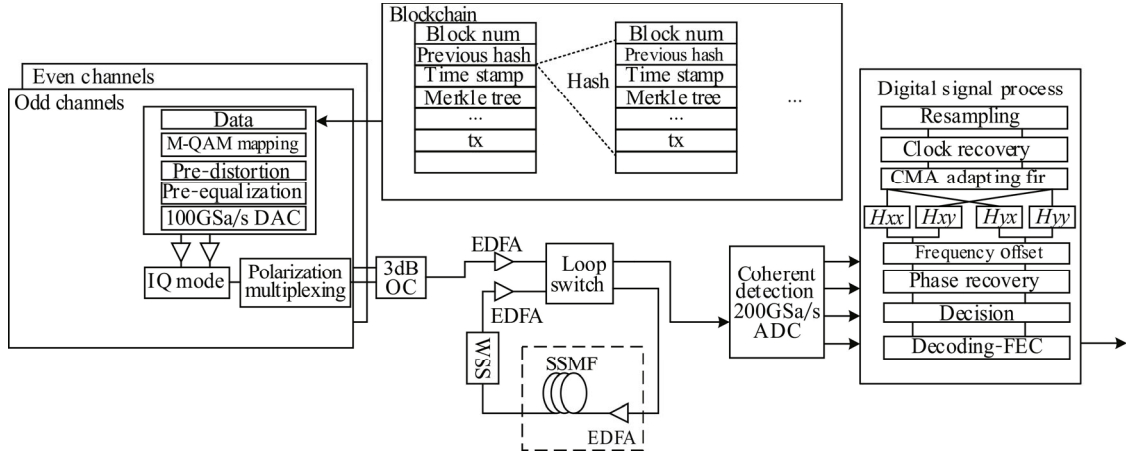 Blockchain
Block num
Previous hash
Time stamp
Merkle tree
...
tx
Hash
Block num
Previous hash
Time stamp
Merkle tree
...
tx
...
Even channels
Odd channels
Data
M-QAM mapping
Pre-distortion
Pre-equalization
100GSa/s DAC
IQ mode
Polarization
multiplexing
3dB
OC
EDFA
EDFA
Loop
switch
WSS
SSMF
EDFA
Coherent
detection
200GSa/s
ADC
Digital signal process
Resampling
Clock recovery
CMA adapting fir
Hxx
Hxy
Hyx
Hyy
Frequency offset
Phase recovery
Decision
Decoding-FEC